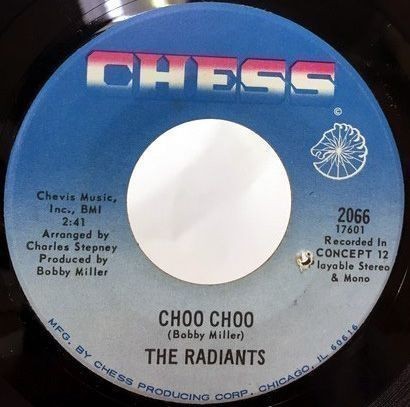 CHESS
©
Chevis Music,
Inc., BMI
2:41
Arranged by
Charles Stepney
Produced by
Bobby Miller
2066
17601
Recorded In
CONCEPT 12
layable Stereo
& Mono
CHOO CHOO
(Bobby Miller)
THE RADIANTS
MFG. BY CHESS PRODUCING CORP. CHICAGO, IL 60616